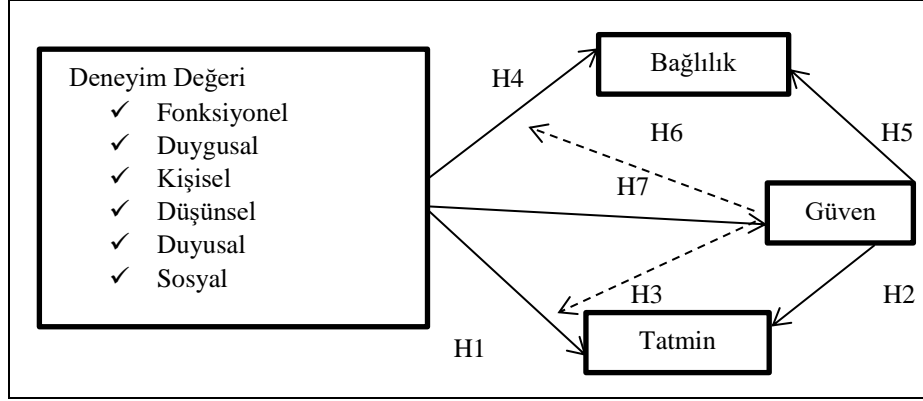 Deneyim Değeri
✓ Fonksiyonel
✓ Duygusal
✓ Kişisel
✓ Düşünsel
✓ Duyusal
✓ Sosyal
Bağlılık
H4
H6
H5
H7
Güven
H3
H2
H1
Tatmin